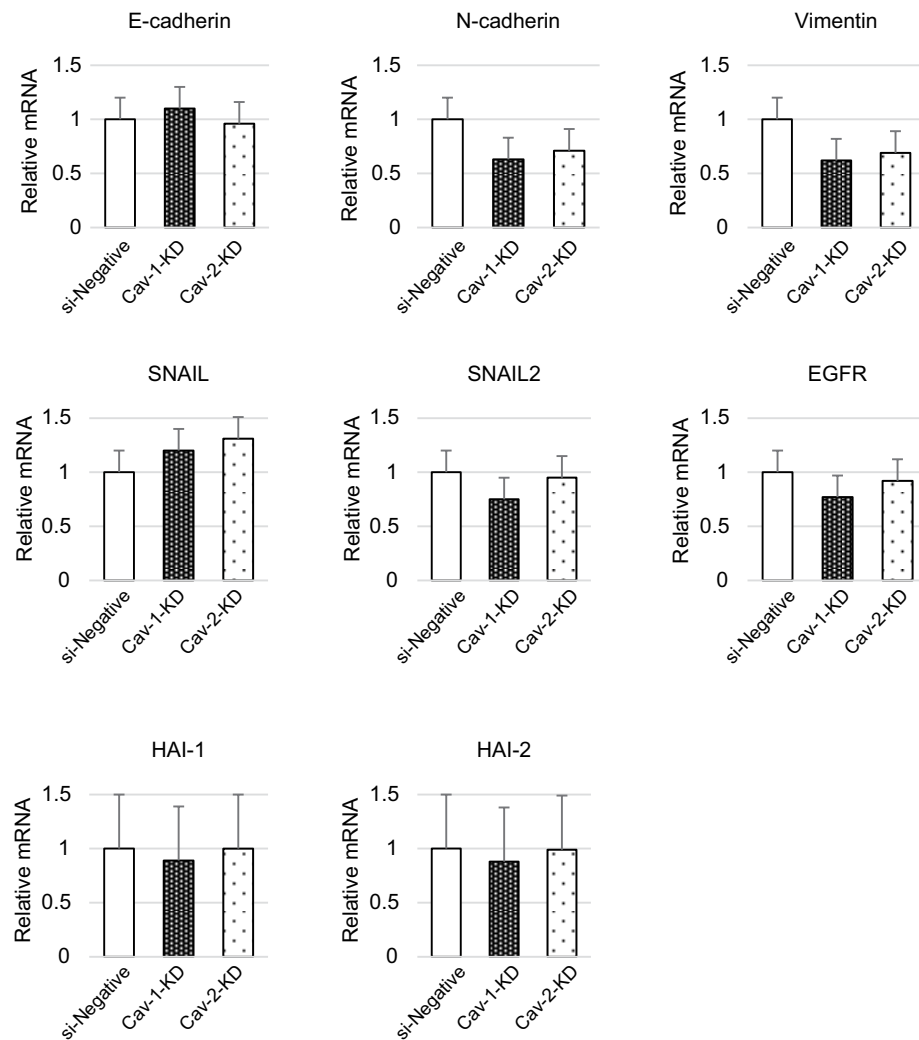 E-cadherin
N-cadherin
Vimentin
Relative mRNA
1.5
1
0.5
0
si-Negative
Cav-1-KD
Cav-2-KD
Relative mRNA
1.5
1
0.5
0
si-Negative
Cav-1-KD
Cav-2-KD
Relative mRNA
1.5
1
0.5
0
si-Negative
Cav-1-KD
Cav-2-KD
SNAIL
SNAIL2
EGFR
Relative mRNA
1.5
1
0.5
0
si-Negative
Cav-1-KD
Cav-2-KD
Relative mRNA
1.5
1
0.5
0
si-Negative
Cav-1-KD
Cav-2-KD
Relative mRNA
1.5
1
0.5
0
si-Negative
Cav-1-KD
Cav-2-KD
HAI-1
HAI-2
Relative mRNA
1.5
1
0.5
0
si-Negative
Cav-1-KD
Cav-2-KD
Relative mRNA
1.5
1
0.5
0
si-Negative
Cav-1-KD
Cav-2-KD